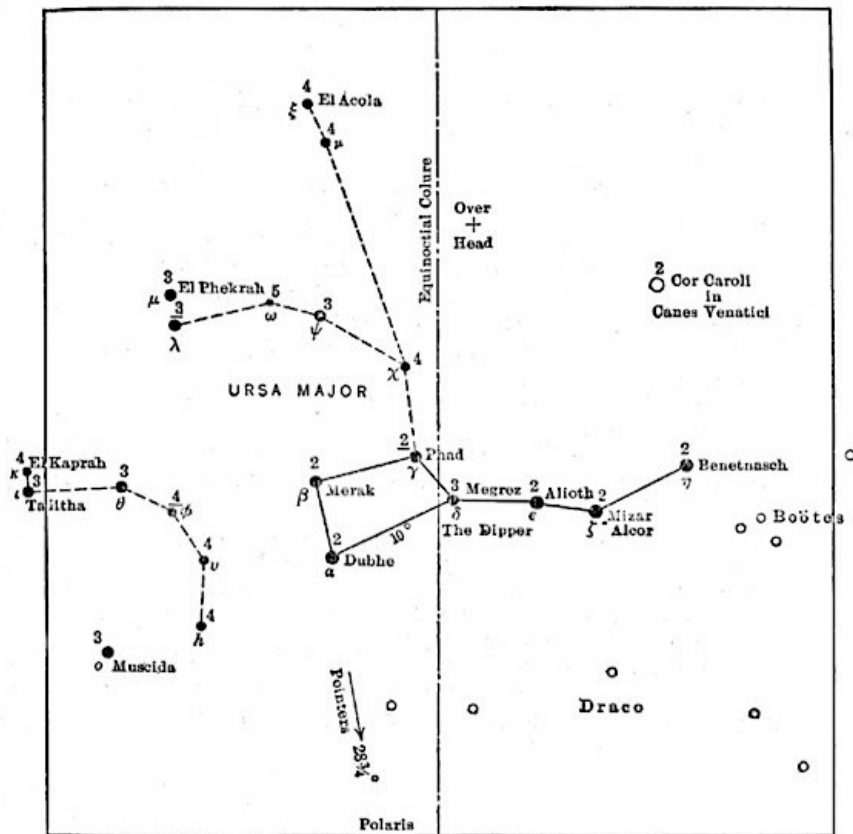 4
El Ácola
ξ
4
μ
Equinoctial Colure
Over
Head
2
Cor Caroli
in
Canes Venatici
3
El Phekrah
μ
3
λ
5
ω
3
ψ
4
χ
URSA MAJOR
2
Phad
γ
4
El Kaprah
κ
3
ι
Talitha
3
θ
4
φ
4
υ
4
h
3
ο
Muscida
2
Merak
β
2
Dubhe
α
10°
3
Megrez
δ
The Dipper
2
Alioth
ϵ
2
Mizar
ζ
Alcor
2
Benetnasch
η
Boötes
Pointers
28¾°
Draco
Polaris